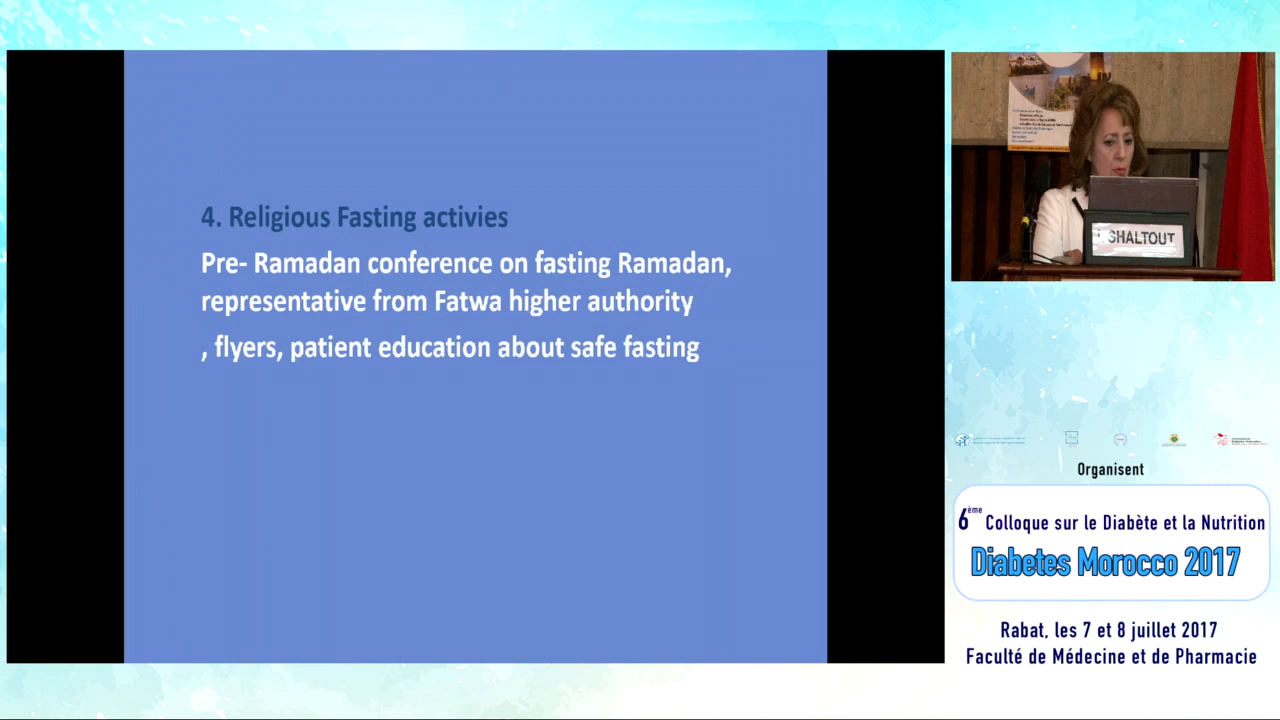 4. Religious Fasting activies
Pre- Ramadan conference on fasting Ramadan,
representative from Fatwa higher authority
, flyers, patient education about safe fasting
SHALTOUT
Organisent
6ème Colloque sur le Diabète et la Nutrition
Diabetes Morocco 2017
Rabat, les 7 et 8 juillet 2017
Faculté de Médecine et de Pharmacie